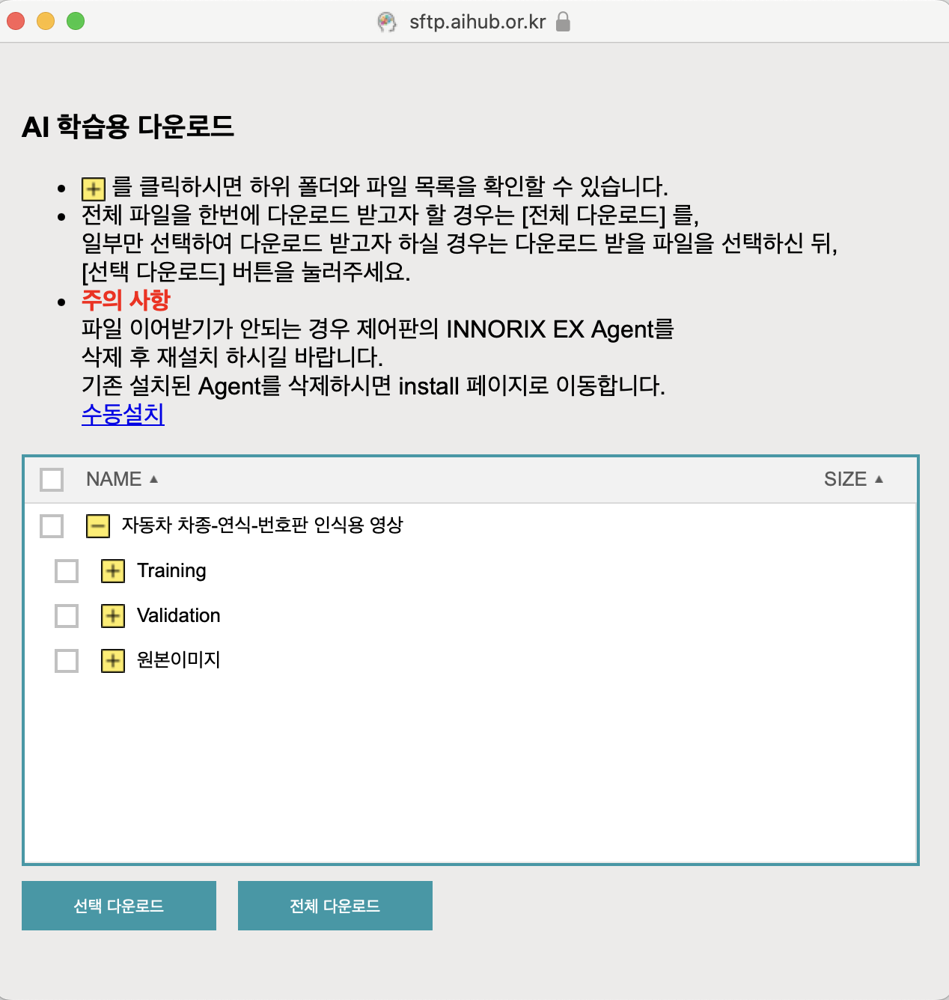 sftp.aihub.or.kr
AI 학습용 다운로드
를 클릭하시면 하위 폴더와 파일 목록을 확인할 수 있습니다.
전체 파일을 한번에 다운로드 받고자 할 경우는 [전체 다운로드] 를,
일부만 선택하여 다운로드 받고자 하실 경우는 다운로드 받을 파일을 선택하신 뒤,
[선택 다운로드] 버튼을 눌러주세요.
주의 사항
파일 이어받기가 안되는 경우 제어판의 INNORIX EX Agent를
삭제 후 재설치 하시길 바랍니다.
기존 설치된 Agent를 삭제하시면 install 페이지로 이동합니다.
수동설치
NAME ▲ SIZE ▲
자동차 차종-연식-번호판 인식용 영상
Training
Validation
원본이미지
선택 다운로드 전체 다운로드